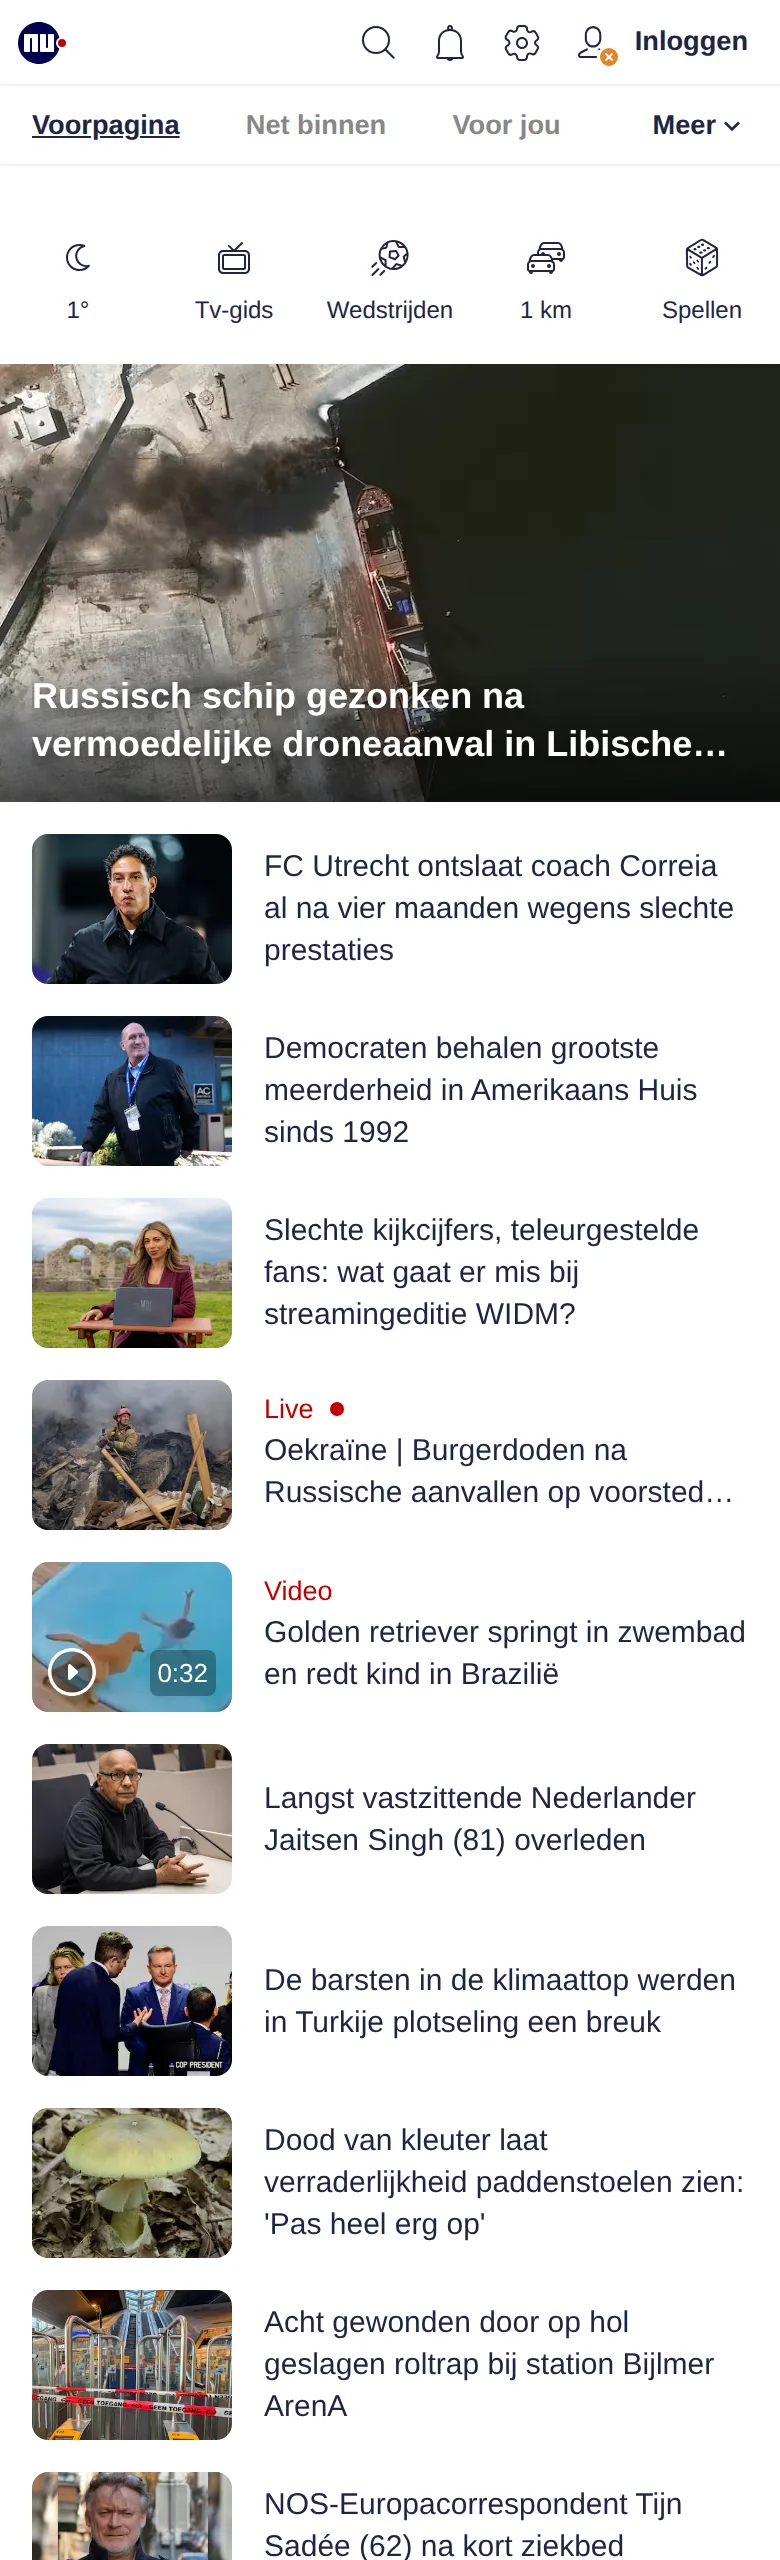 nu
Inloggen
Voorpagina Net binnen Voor jou Meer
1° Tv-gids Wedstrijden 1 km Spellen
Russisch schip gezonken na
vermoedelijke droneaanval in Libische...
FC Utrecht ontslaat coach Correia
al na vier maanden wegens slechte
prestaties
AC
Democraten behalen grootste
meerderheid in Amerikaans Huis
sinds 1992
Slechte kijkcijfers, teleurgestelde
fans: wat gaat er mis bij
streamingeditie WIDM?
Live
Oekraïne | Burgerdoden na
Russische aanvallen op voorsted...
Video
Golden retriever springt in zwembad
en redt kind in Brazilië
0:32
Langst vastzittende Nederlander
Jaitsen Singh (81) overleden
De barsten in de klimaattop werden
in Turkije plotseling een breuk
COP PRESIDENT
Dood van kleuter laat
verraderlijkheid paddenstoelen zien:
'Pas heel erg op'
Acht gewonden door op hol
geslagen roltrap bij station Bijlmer
ArenA
GEEN TOEGANG GEEN TOEGANG
NOS-Europacorrespondent Tijn
Sadée (62) na kort ziekbed